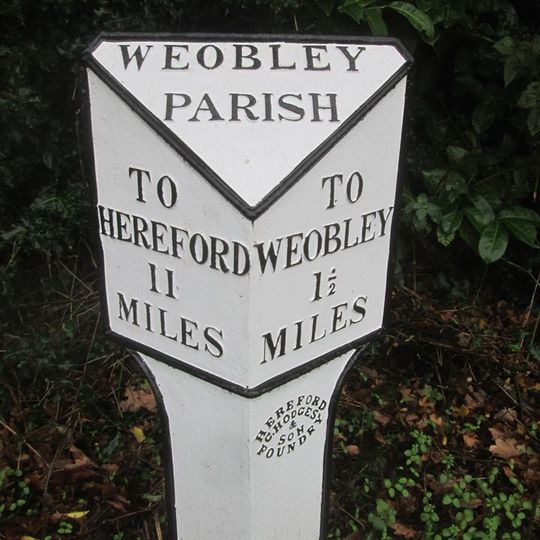 WEOBLEY
PARISH
TO
HEREFORD
11
MILES
TO
WEOBLEY
1½
MILES
HEREFORD
C. HODGES
&
SON
FOUNDRY